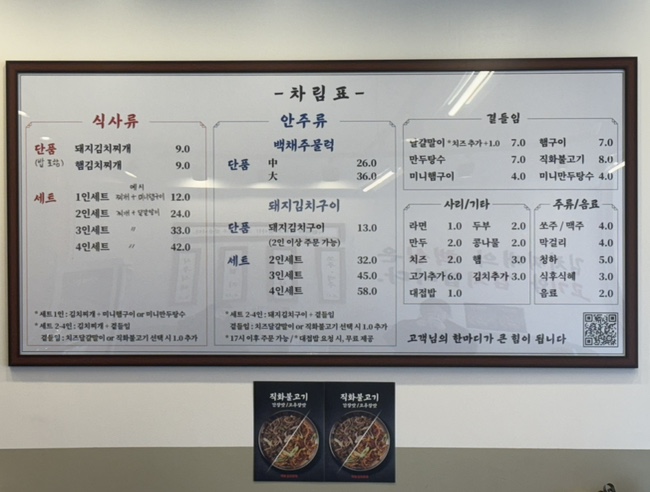 - 차림표 -
식사류
단품 돼지김치찌개 9.0
(밥 포함) 햄김치찌개 9.0
세트 1인세트 찌개 + 미니햄구이 12.0
2인세트 찌개 + 달걀말이 24.0
3인세트 〃 33.0
4인세트 〃 42.0
* 세트 1인 : 김치찌개 + 미니햄구이 or 미니만두탕수
* 세트 2-4인 : 김치찌개 + 곁들임
곁들임 : 치즈달걀말이 or 직화불고기 선택 시 1.0 추가
안주류
백채주물럭
단품 中 26.0
大 36.0
돼지김치구이
단품 돼지김치구이 13.0
(2인 이상 주문 가능)
세트 2인세트 32.0
3인세트 45.0
4인세트 58.0
* 세트 2-4인 : 돼지김치구이 + 곁들임
곁들임 : 치즈달걀말이 or 직화불고기 선택 시 1.0 추가
* 17시 이후 주문 가능 / * 대접밥 요청 시, 무료 제공
곁들임
달걀말이 *치즈 추가 +1.0 7.0 햄구이 7.0
만두탕수 7.0 직화불고기 8.0
미니햄구이 4.0 미니만두탕수 4.0
사리/기타
라면 1.0 두부 2.0
만두 2.0 콩나물 2.0
치즈 2.0 햄 3.0
고기추가 6.0 김치추가 3.0
대접밥 1.0
주류/음료
쏘주 / 맥주 4.0
막걸리 4.0
청하 5.0
식후식혜 3.0
음료 2.0
고객님의 한마디가 큰 힘이 됩니다
직화불고기
직화불고기